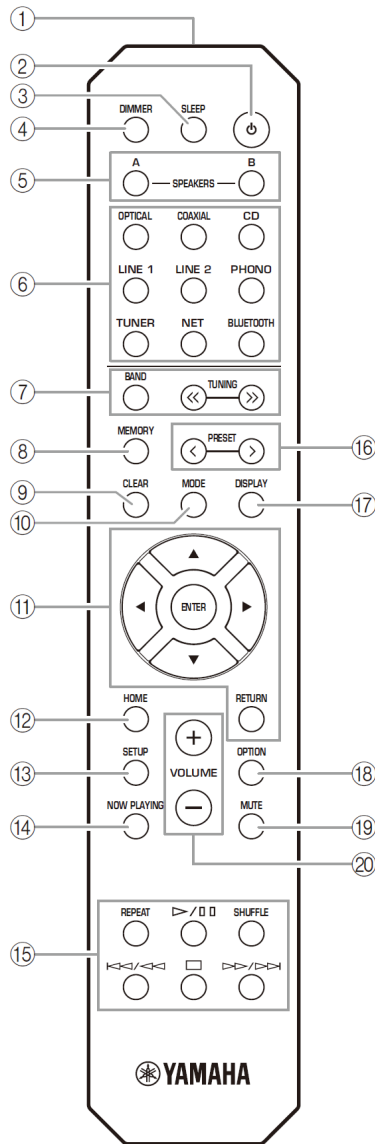 ①
②
③
④ DIMMER SLEEP
A B
⑤ SPEAKERS
OPTICAL COAXIAL CD
⑥ LINE 1 LINE 2 PHONO
TUNER NET BLUETOOTH
⑦ BAND TUNING
⑧ MEMORY PRESET ⑯
⑨ CLEAR MODE DISPLAY
⑩ ⑰
⑪ ENTER
⑫ HOME RETURN
⑬ SETUP VOLUME OPTION ⑱
⑭ NOW PLAYING MUTE ⑲
⑳
REPEAT SHUFFLE
⑮
YAMAHA